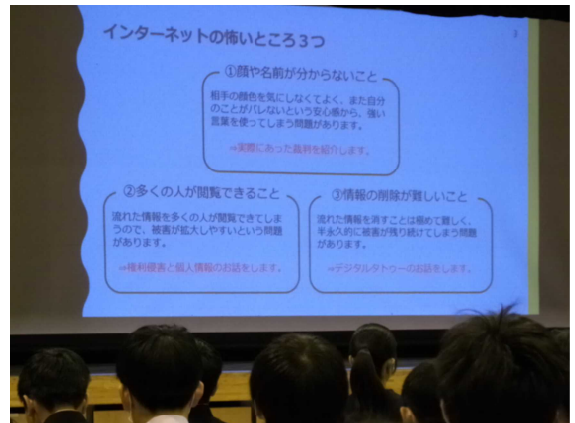 インターネットの怖いところ3つ
2
①顔や名前が分からないこと
相手の顔色を気にしなくてよく、また自分
のことがバレないという安心感から、強い
言葉を使ってしまう問題があります。
⇒実際にあった裁判を紹介します。
②多くの人が閲覧できること
流れた情報を多くの人が閲覧できてしま
うので、被害が拡大しやすいという問題
があります。
⇒権利侵害と個人情報のお話をします。
③情報の削除が難しいこと
流れた情報を消すことは極めて難しく、
半永久的に被害が残り続けてしまう問題
があります。
⇒デジタルタトゥーのお話をします。